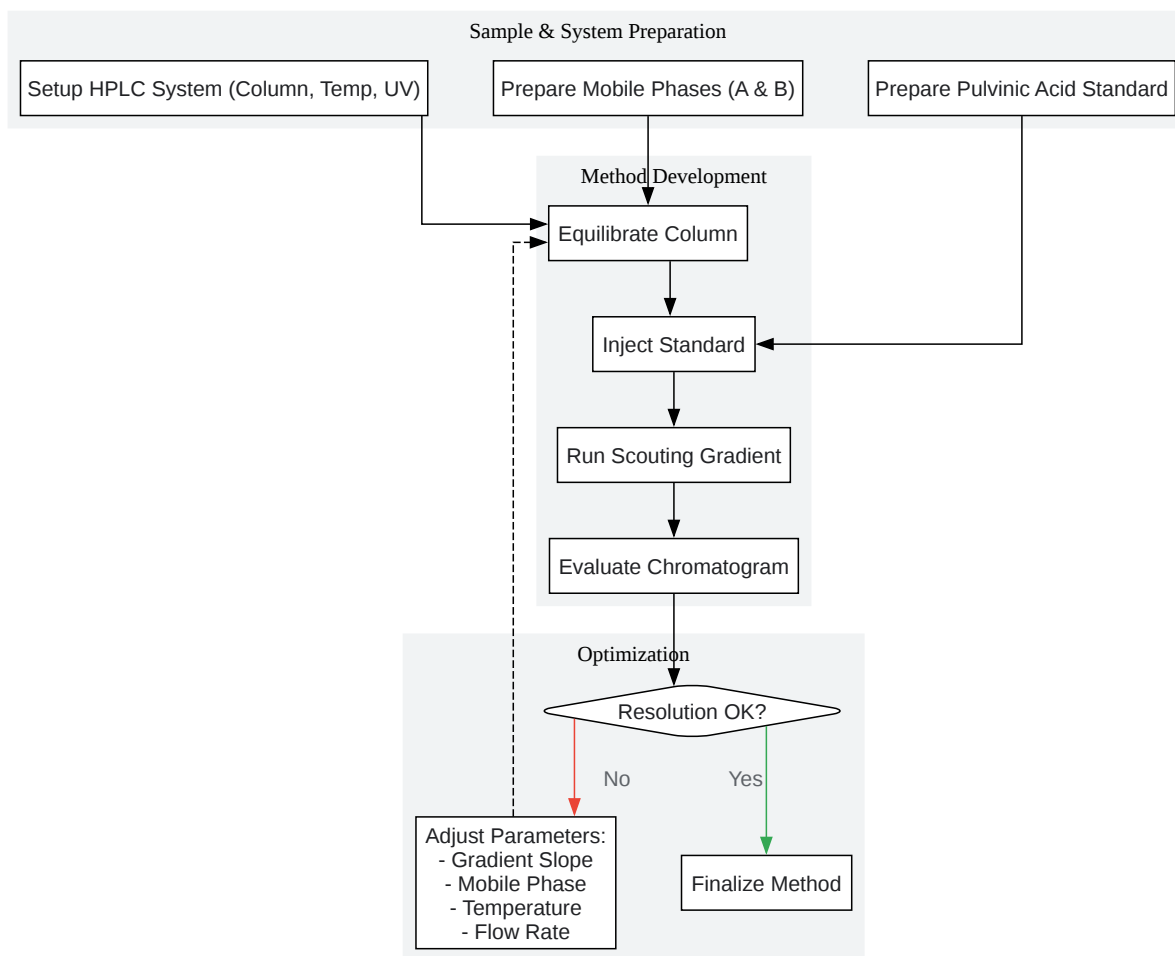 Sample & System Preparation
Setup HPLC System (Column, Temp, UV)
Prepare Mobile Phases (A & B)
Prepare Pulvinic Acid Standard
Method Development
Equilibrate Column
Inject Standard
Run Scouting Gradient
Evaluate Chromatogram
Optimization
Resolution OK?
No
Yes
Adjust Parameters:
- Gradient Slope
- Mobile Phase
- Temperature
- Flow Rate
Finalize Method